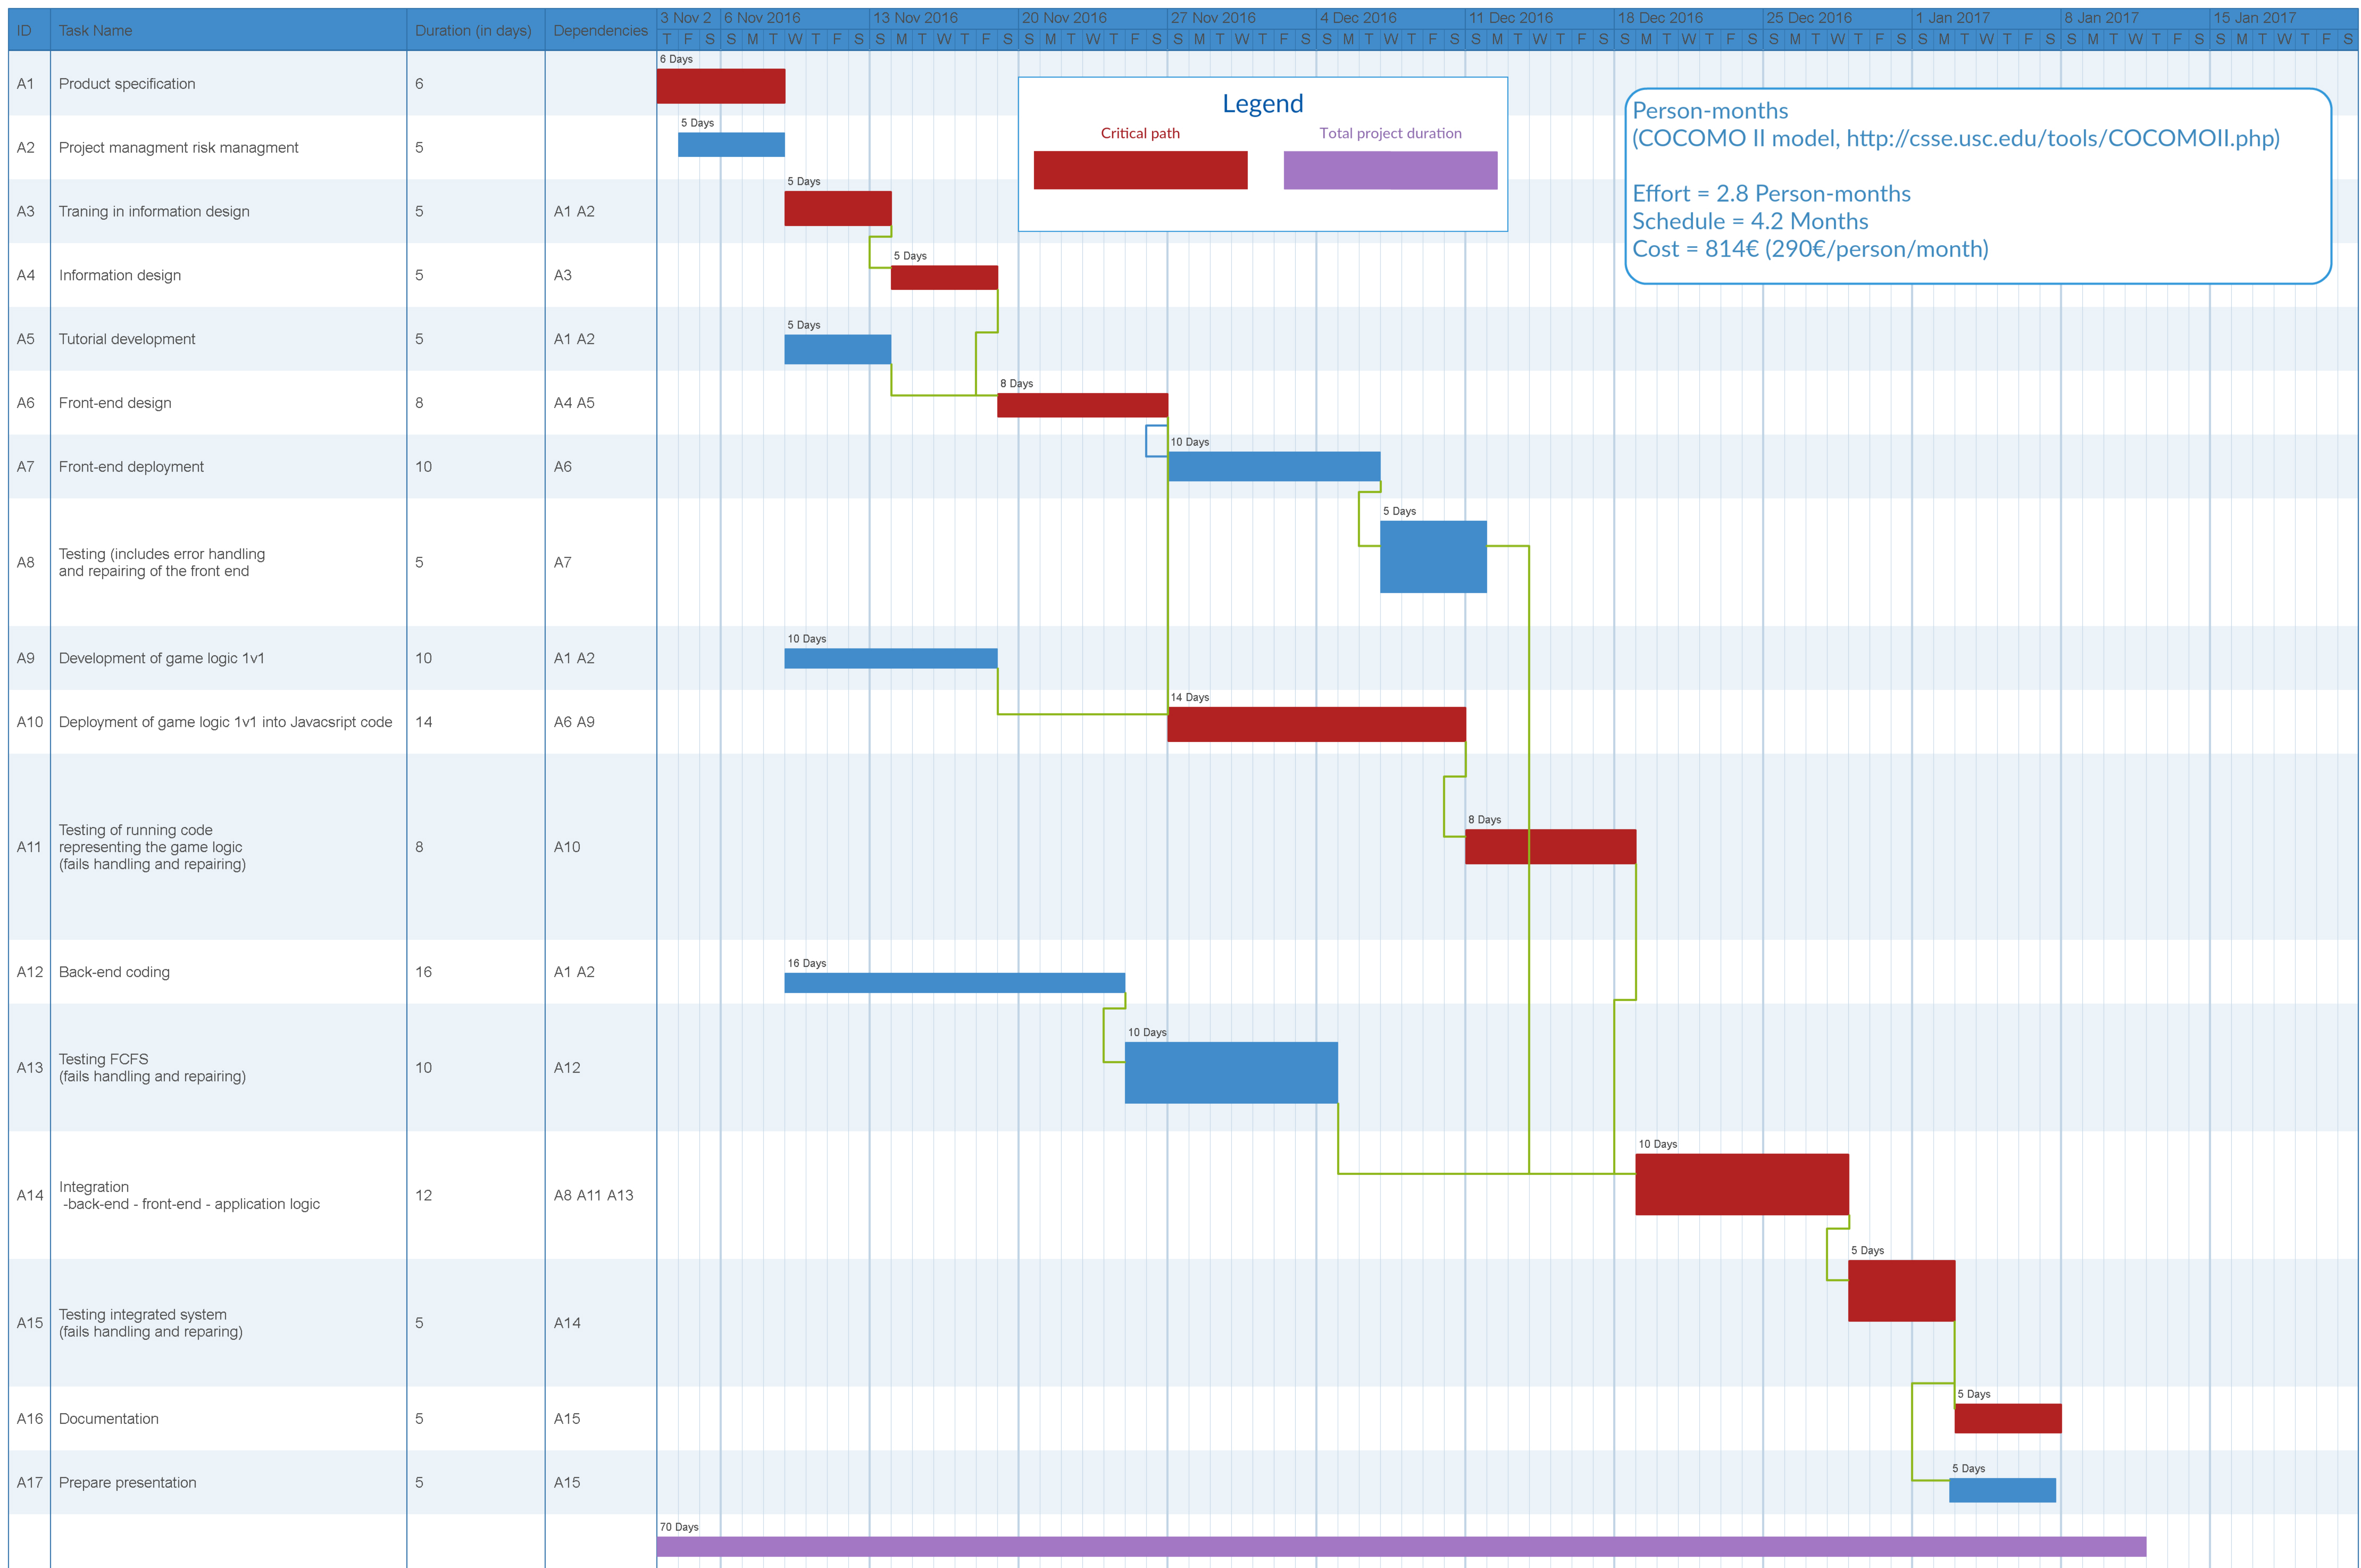 ID Task Name Duration (in days) Dependencies 3 Nov 2 6 Nov 2016 13 Nov 2016 20 Nov 2016 27 Nov 2016 4 Dec 2016 11 Dec 2016 18 Dec 2016 25 Dec 2016 1 Jan 2017 8 Jan 2017 15 Jan 2017
T F S S M T W T F S S M T W T F S S M T W T F S S M T W T F S S M T W T F S S M T W T F S S M T W T F S S M T W T F S S M T W T F S S M T W T F S S M T W T F S
6 Days
A1 Product specification 6
5 Days
A2 Project managment risk managment 5
5 Days
A3 Traning in information design 5 A1 A2
5 Days
A4 Information design 5 A3
5 Days
A5 Tutorial development 5 A1 A2
8 Days
A6 Front-end design 8 A4 A5
10 Days
A7 Front-end deployment 10 A6
5 Days
A8 Testing (includes error handling
and repairing of the front end 5 A7
10 Days
A9 Development of game logic 1v1 10 A1 A2
14 Days
A10 Deployment of game logic 1v1 into Javacsript code 14 A6 A9
8 Days
A11 Testing of running code
representing the game logic 8 A10
(fails handling and repairing)
16 Days
A12 Back-end coding 16 A1 A2
10 Days
A13 Testing FCFS
(fails handling and repairing) 10 A12
10 Days
A14 Integration
-back-end - front-end - application logic 12 A8 A11 A13
5 Days
A15 Testing integrated system
(fails handling and reparing) 5 A14
5 Days
A16 Documentation 5 A15
5 Days
A17 Prepare presentation 5 A15
70 Days
Legend
Critical path Total project duration
Person-months
(COCOMO II model, http://csse.usc.edu/tools/COCOMOII.php)
Effort = 2.8 Person-months
Schedule = 4.2 Months
Cost = 814€ (290€/person/month)